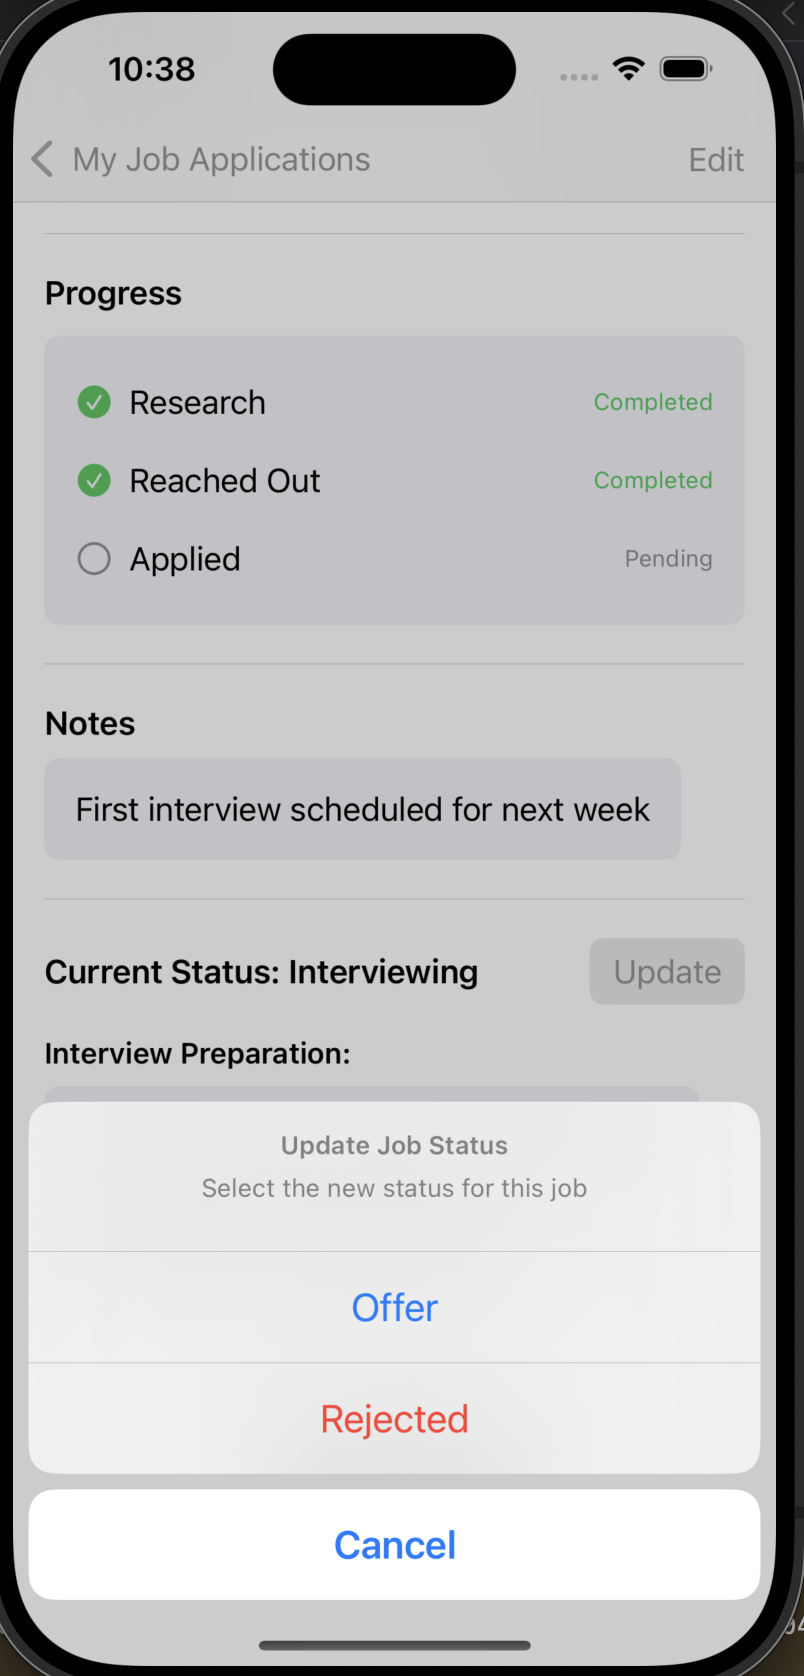 10:38
My Job Applications
Edit
Progress
Research Completed
Reached Out Completed
Applied Pending
Notes
First interview scheduled for next week
Current Status: Interviewing
Update
Interview Preparation:
Update Job Status
Select the new status for this job
Offer
Rejected
Cancel